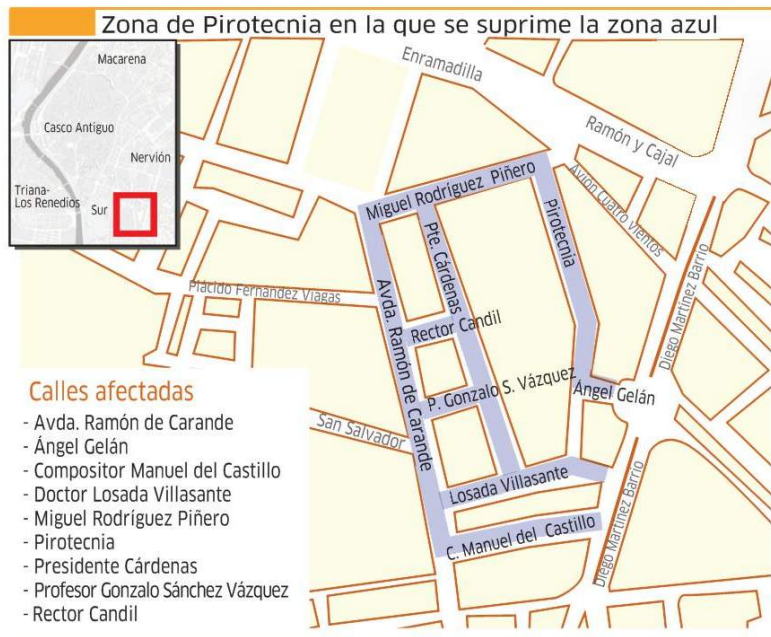 Zona de Pirotecnia en la que se suprime la zona azul
Macarena
Casco Antiguo
Nervión
Triana-
Los Renedios
Sur
Enramadilla
Ramón y Cajal
Avión Cuatro Vientos
Miguel Rodríguez Piñero
Pirotecnia
Pte. Cárdenas
Diego Martínez Barrio
Plácido Fernández Viagas
Avda. Ramón de Carande
Rector Candil
P. Gonzalo S. Vázquez
Ángel Gelán
San Salvador
Losada Villasante
C. Manuel del Castillo
Diego Martínez Barrio
Calles afectadas
- Avda. Ramón de Carande
- Ángel Gelán
- Compositor Manuel del Castillo
- Doctor Losada Villasante
- Miguel Rodríguez Piñero
- Pirotecnia
- Presidente Cárdenas
- Profesor Gonzalo Sánchez Vázquez
- Rector Candil